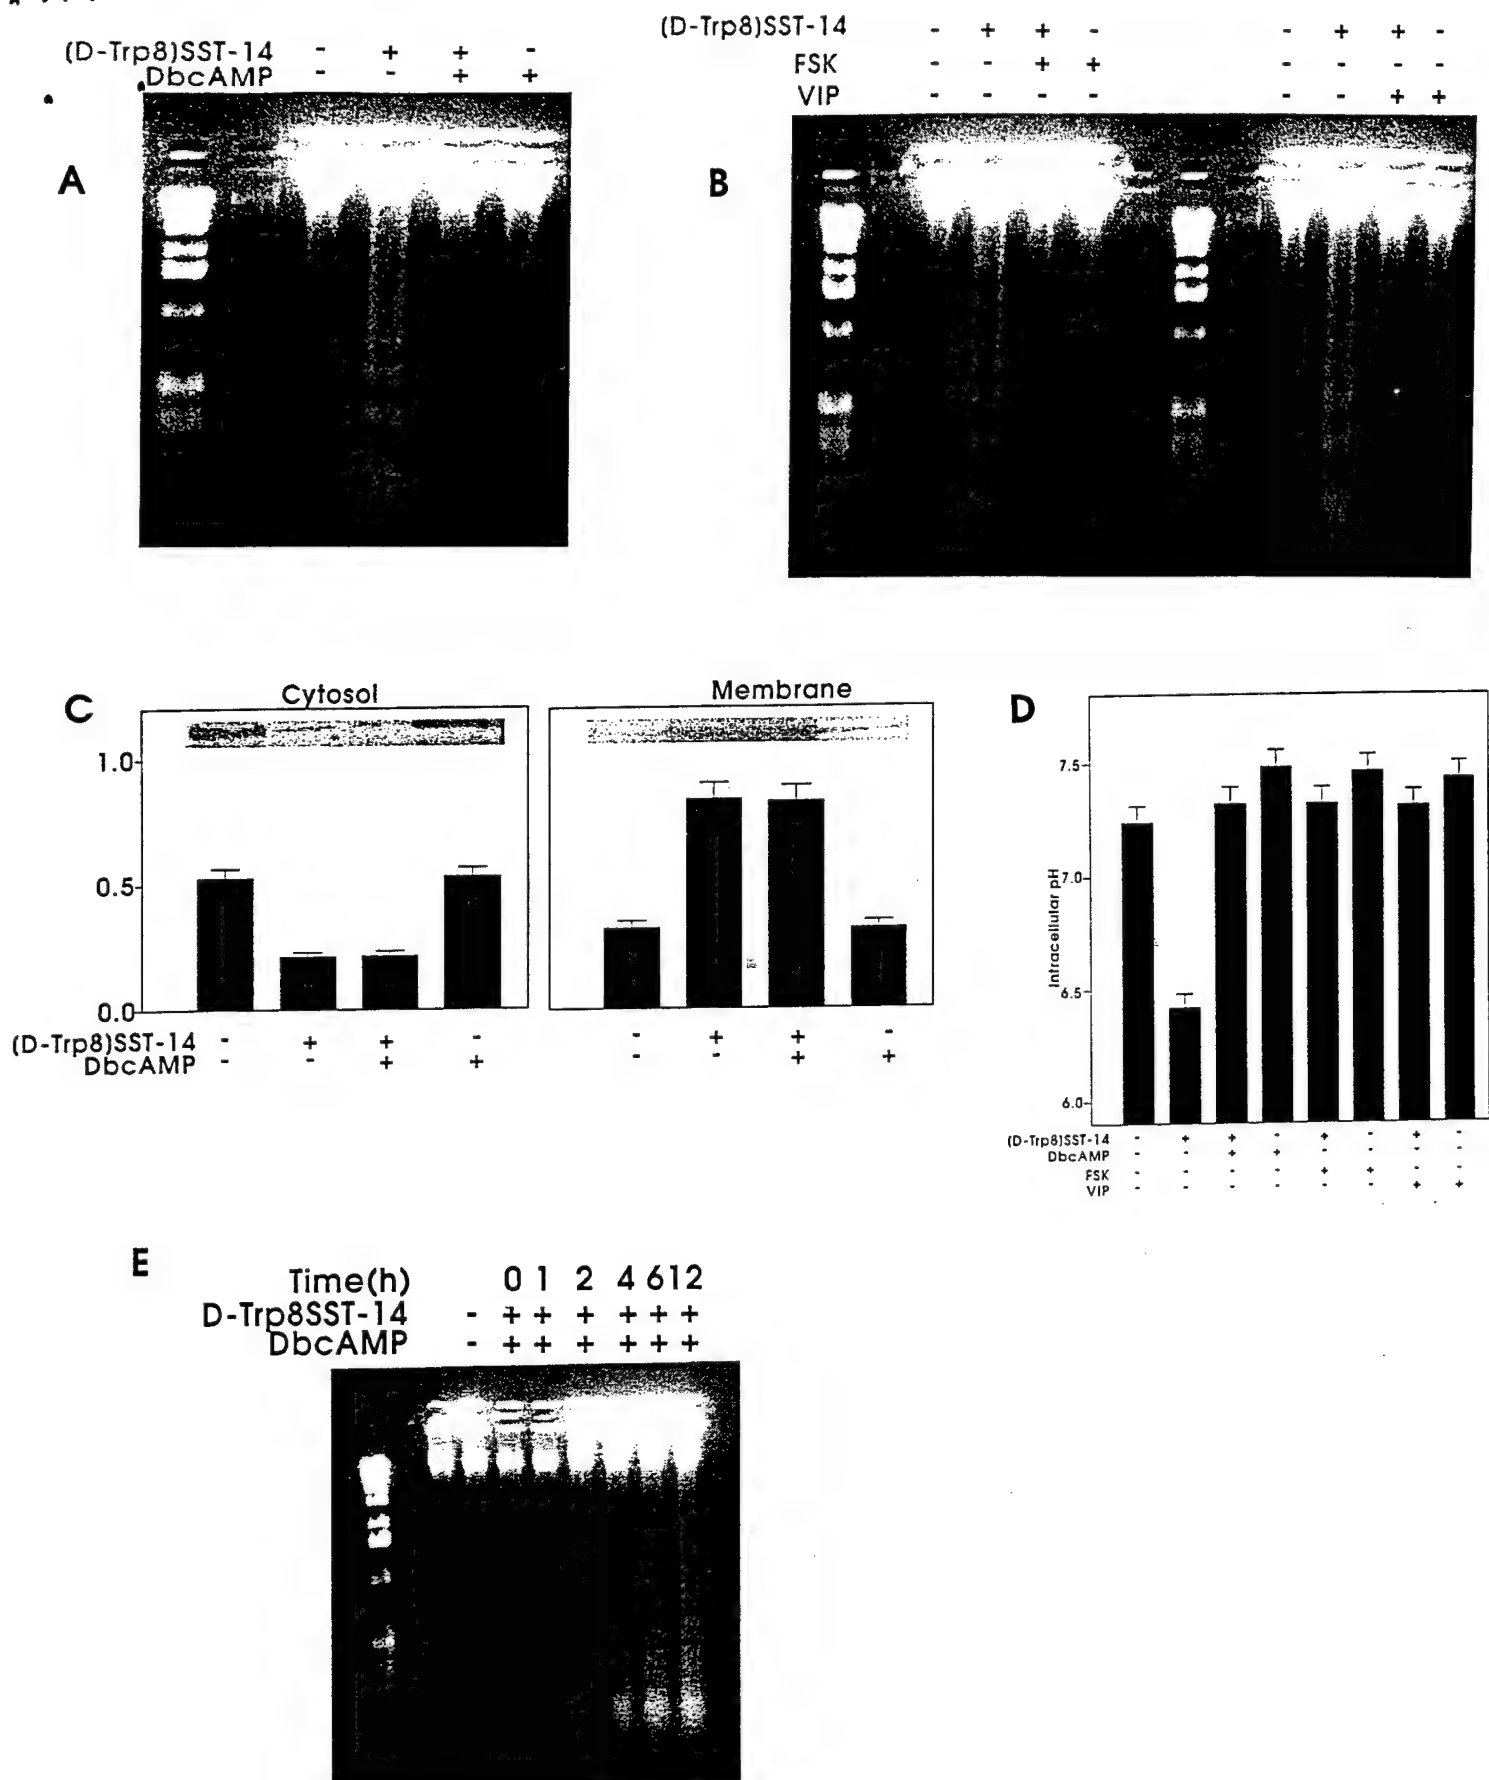 (D-Trp8)SST-14 - + + -
DbcAMP - - + +
A
(D-Trp8)SST-14 - + + - - + + -
FSK - - + + - - - -
VIP - - - - - - + +
B
C
Cytosol
Membrane
1.0
0.5
0.0
(D-Trp8)SST-14 - + + - - + + -
DbcAMP - - + + - - + +
D
Intracellular pH
7.5
7.0
6.5
6.0
(D-Trp8)SST-14 - + + - + - + -
DbcAMP - - + + - - - -
FSK - - - - + + - -
VIP - - - - - - + +
E
Time(h) 0 1 2 4 6 12
D-Trp8SST-14 - + + + + + +
DbcAMP - + + + + + +